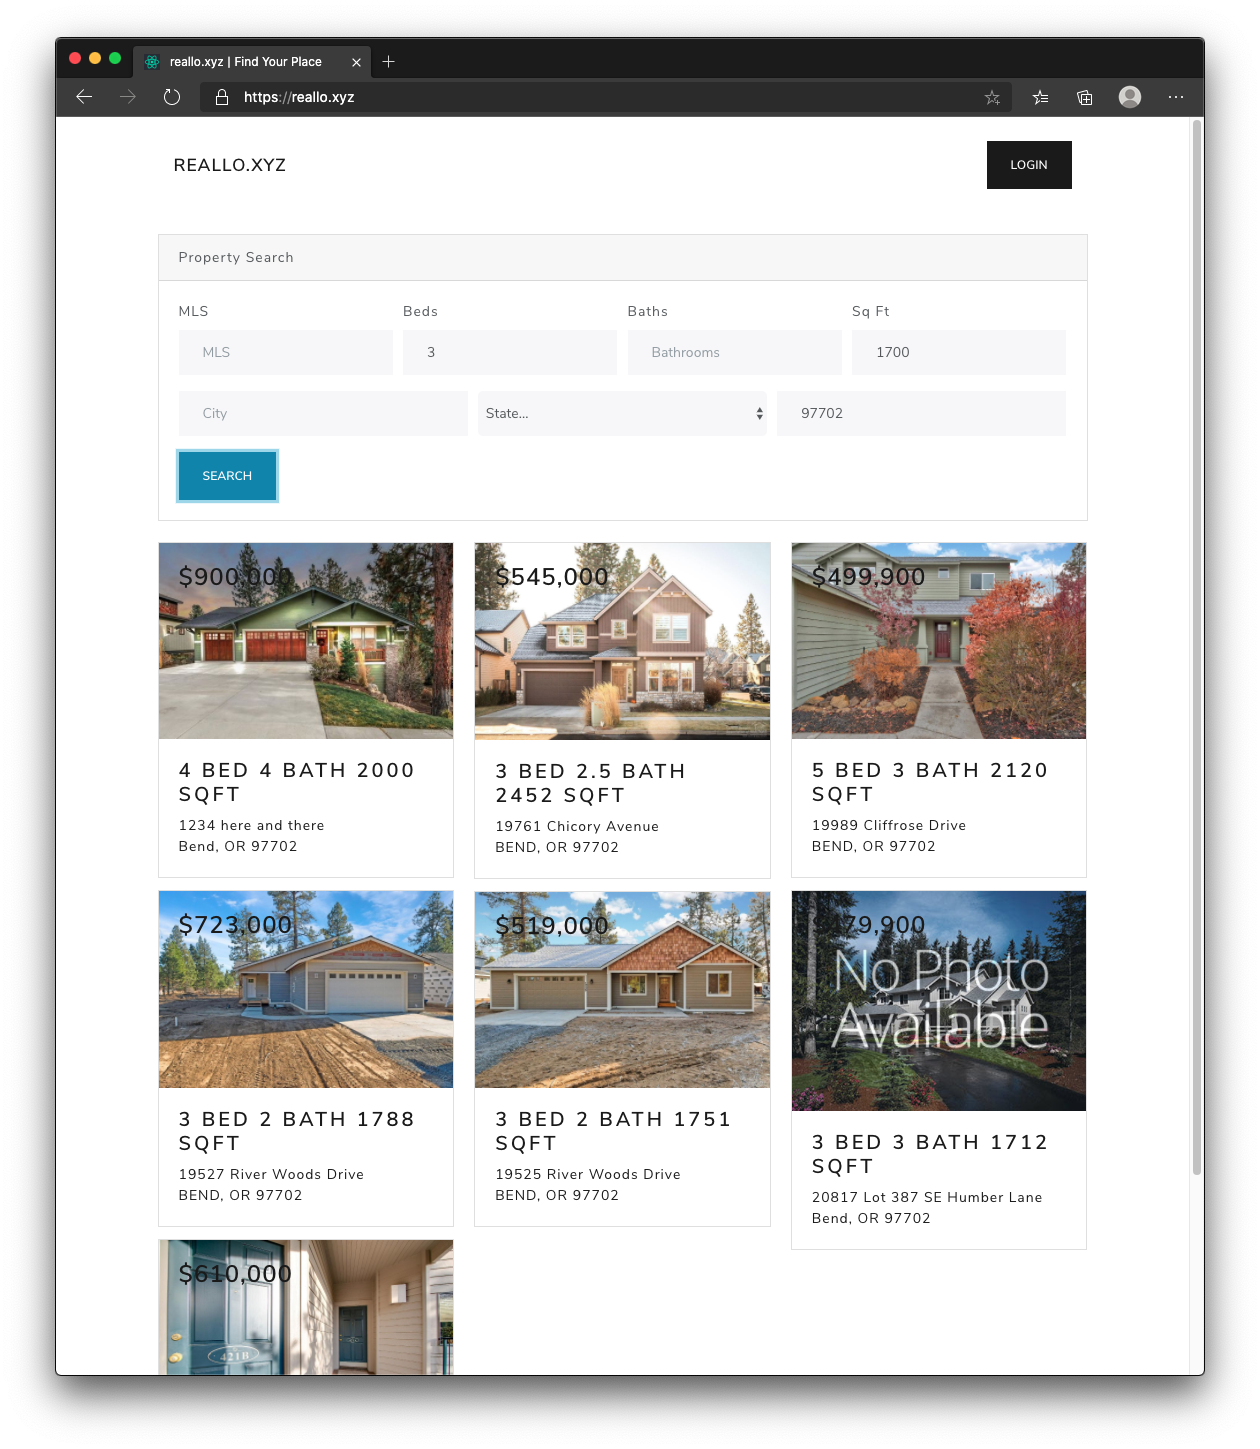 reallo.xyz | Find Your Place
https://reallo.xyz
REALLO.XYZ
LOGIN
Property Search
MLS
Beds
Baths
Sq Ft
MLS
3
Bathrooms
1700
City
State...
97702
SEARCH
$900,000
4 BED 4 BATH 2000
SQFT
1234 here and there
Bend, OR 97702
$545,000
3 BED 2.5 BATH
2452 SQFT
19761 Chicory Avenue
BEND, OR 97702
$499,900
5 BED 3 BATH 2120
SQFT
19989 Cliffrose Drive
BEND, OR 97702
$723,000
3 BED 2 BATH 1788
SQFT
19527 River Woods Drive
BEND, OR 97702
$519,000
3 BED 2 BATH 1751
SQFT
19525 River Woods Drive
BEND, OR 97702
No Photo
Available
3 BED 3 BATH 1712
SQFT
20817 Lot 387 SE Humber Lane
Bend, OR 97702
$610,000
421B